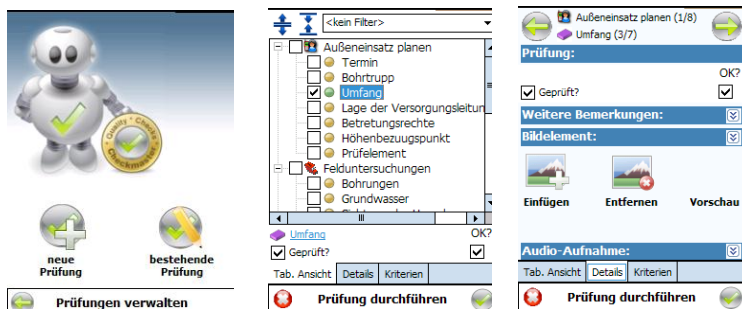 Quality - Checks
Checkmaster
neue
Prüfung
bestehende
Prüfung
Prüfungen verwalten
<kein Filter>
Außeneinsatz planen
Termin
Bohrtrupp
Umfang
Lage der Versorgungsleitun
Betretungsrechte
Höhenbezugspunkt
Prüfelement
Felduntersuchungen
Bohrungen
Grundwasser
Umfang
OK?
Geprüft?
Tab. Ansicht Details Kriterien
Prüfung durchführen
Außeneinsatz planen (1/8)
Umfang (3/7)
Prüfung:
OK?
Geprüft?
Weitere Bemerkungen:
Bildelement:
Einfügen Entfernen Vorschau
Audio-Aufnahme:
Tab. Ansicht Details Kriterien
Prüfung durchführen